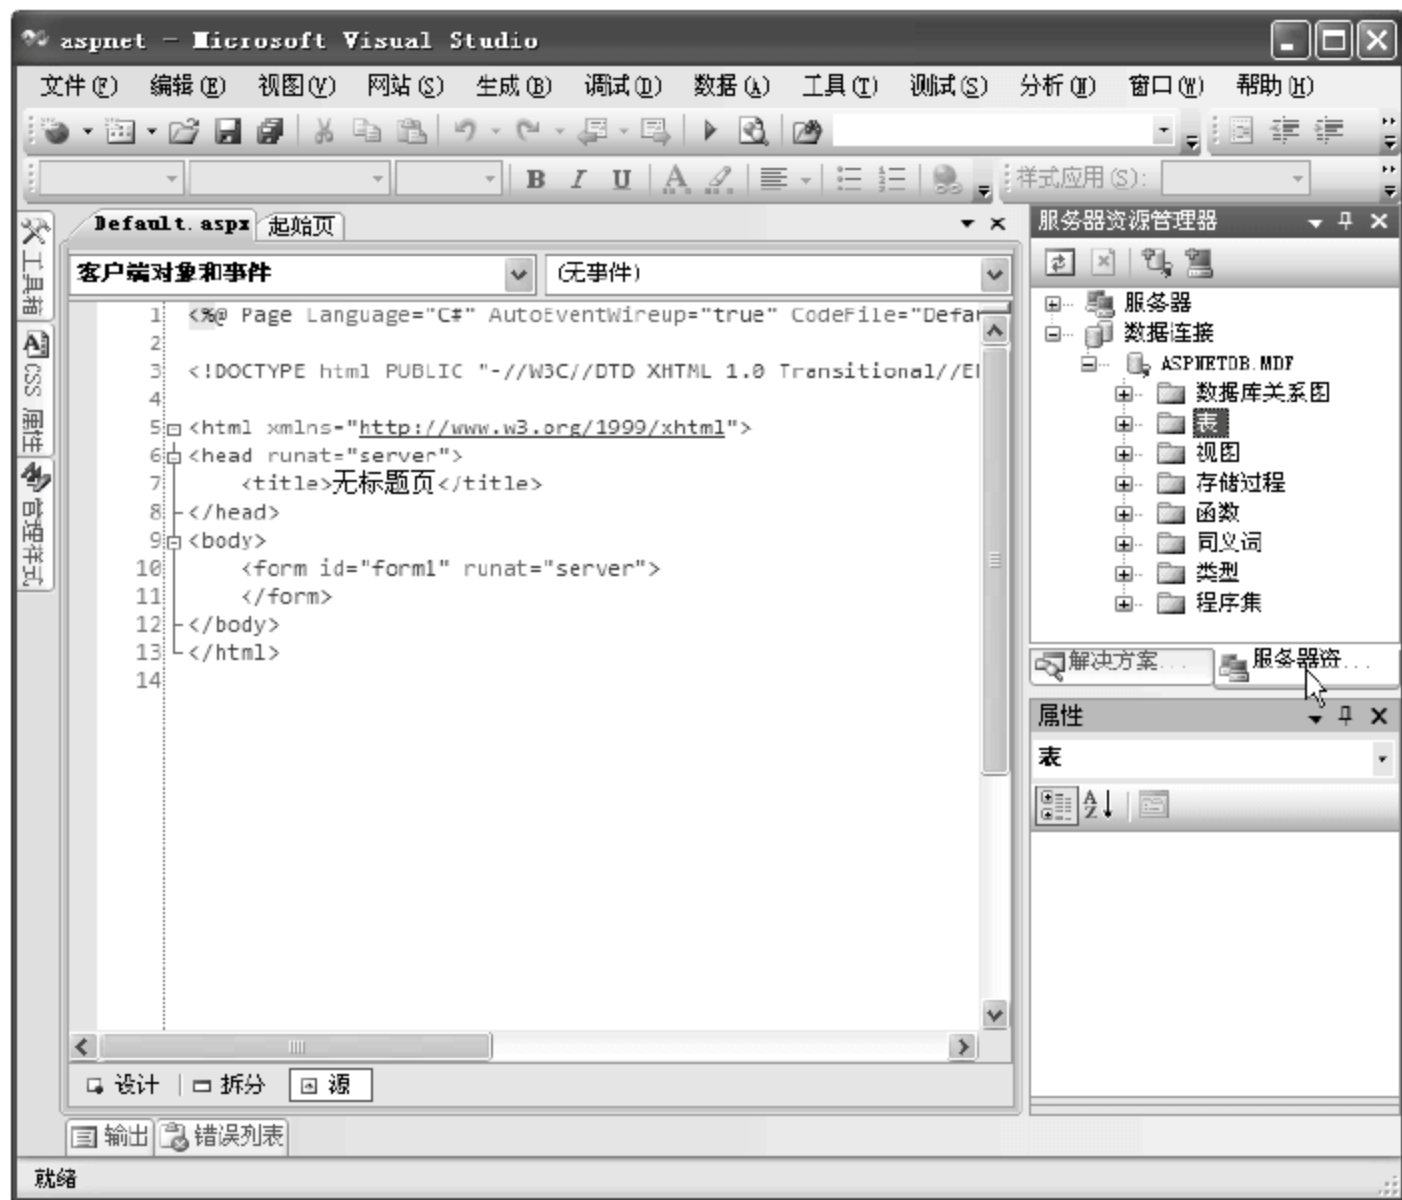 aspnet - Microsoft Visual Studio
文件(F) 编辑(E) 视图(V) 网站(S) 生成(B) 调试(D) 数据(A) 工具(T) 测试(S) 分析(N) 窗口(W) 帮助(H)
B I U A 样式应用(S):
Default.aspx 起始页
客户端对象和事件 (无事件)
1 <%@ Page Language="C#" AutoEventWireup="true" CodeFile="Defau
2
3 <!DOCTYPE html PUBLIC "-//W3C//DTD XHTML 1.0 Transitional//EN
4
5 <html xmlns="http://www.w3.org/1999/xhtml">
6 <head runat="server">
7 <title>无标题页</title>
8 </head>
9 <body>
10 <form id="form1" runat="server">
11 </form>
12 </body>
13 </html>
14
工具箱
CSS 属性
管理样式
设计 拆分 源
输出 错误列表
就绪
服务器资源管理器
服务器
数据连接
ASPNETDB.MDF
数据库关系图
表
视图
存储过程
函数
同义词
类型
程序集
解决方案... 服务器资...
属性
表